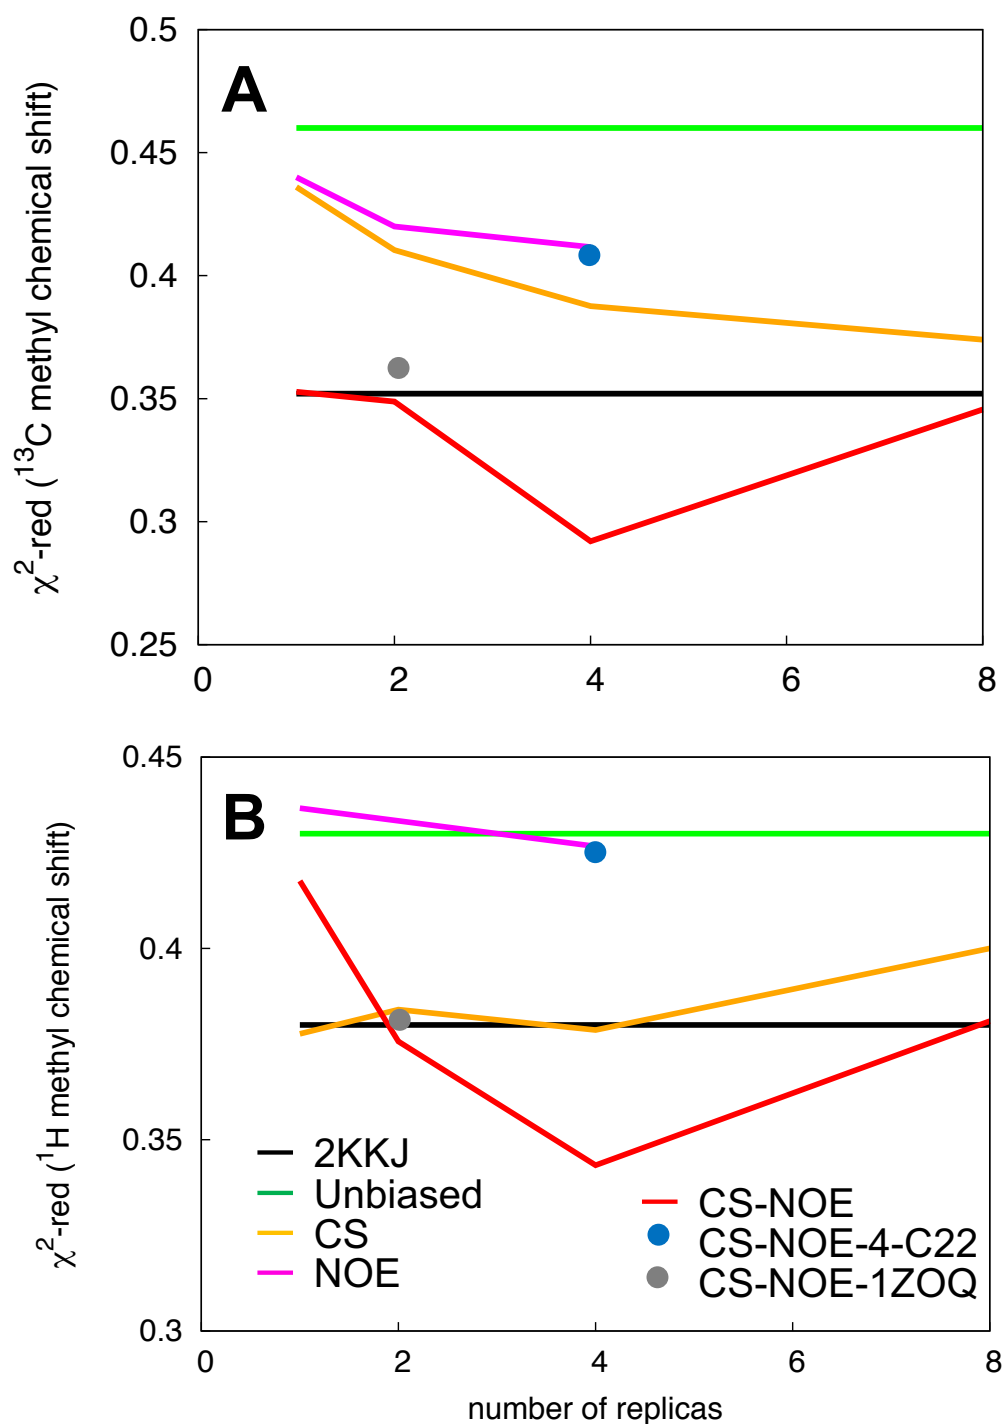 A
χ²-red (¹³C methyl chemical shift)
0.5
0.45
0.4
0.35
0.3
0.25
0 2 4 6 8
B
χ²-red (¹H methyl chemical shift)
0.45
0.4
0.35
0.3
2KKJ
Unbiased
CS
NOE
CS-NOE
CS-NOE-4-C22
CS-NOE-1ZOQ
0 2 4 6 8
number of replicas